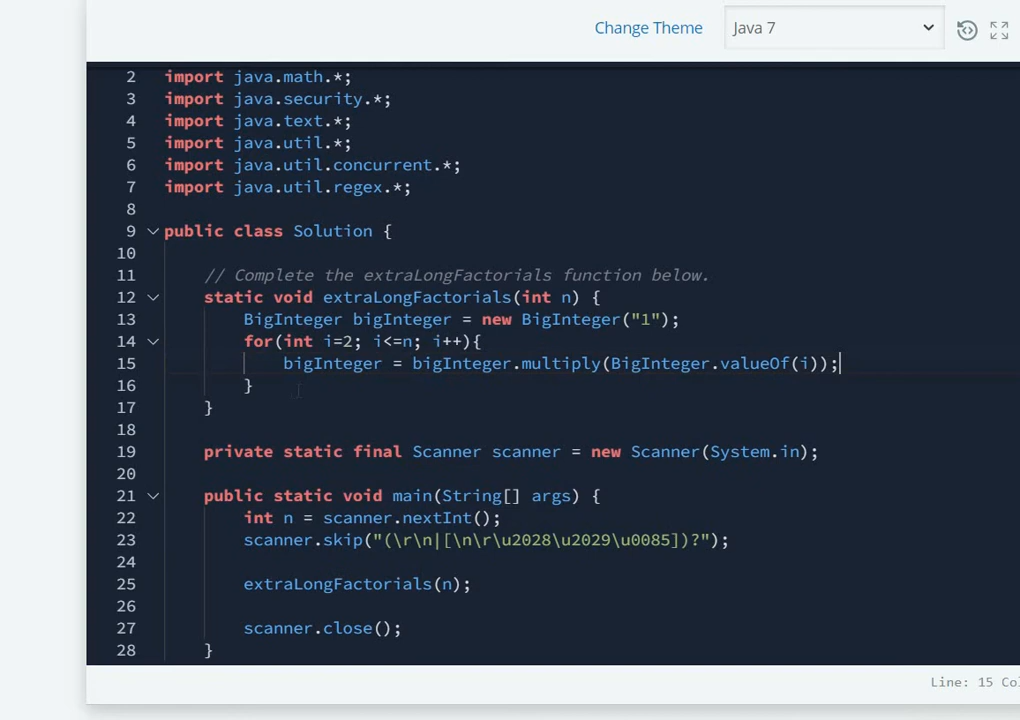 Change Theme Java 7
2 import java.math.*;
3 import java.security.*;
4 import java.text.*;
5 import java.util.*;
6 import java.util.concurrent.*;
7 import java.util.regex.*;
8
9 public class Solution {
10
11 // Complete the extraLongFactorials function below.
12 static void extraLongFactorials(int n) {
13 BigInteger bigInteger = new BigInteger("1");
14 for(int i=2; i<=n; i++){
15 bigInteger = bigInteger.multiply(BigInteger.valueOf(i));
16 }
17 }
18
19 private static final Scanner scanner = new Scanner(System.in);
20
21 public static void main(String[] args) {
22 int n = scanner.nextInt();
23 scanner.skip("(\r\n|[\n\r\u2028\u2029\u0085])?");
24
25 extraLongFactorials(n);
26
27 scanner.close();
28 }
Line: 15 Co